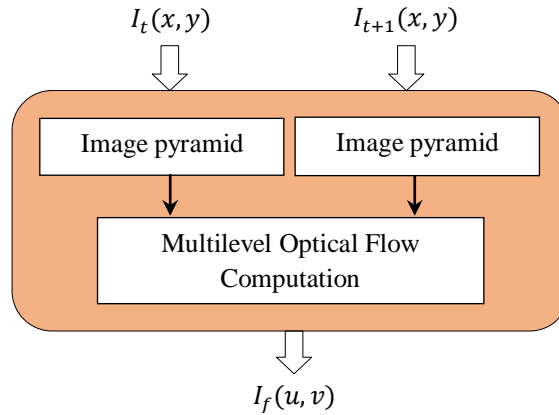 I_t(x, y) I_{t+1}(x, y)
Image pyramid Image pyramid
Multilevel Optical Flow
Computation
I_f(u, v)